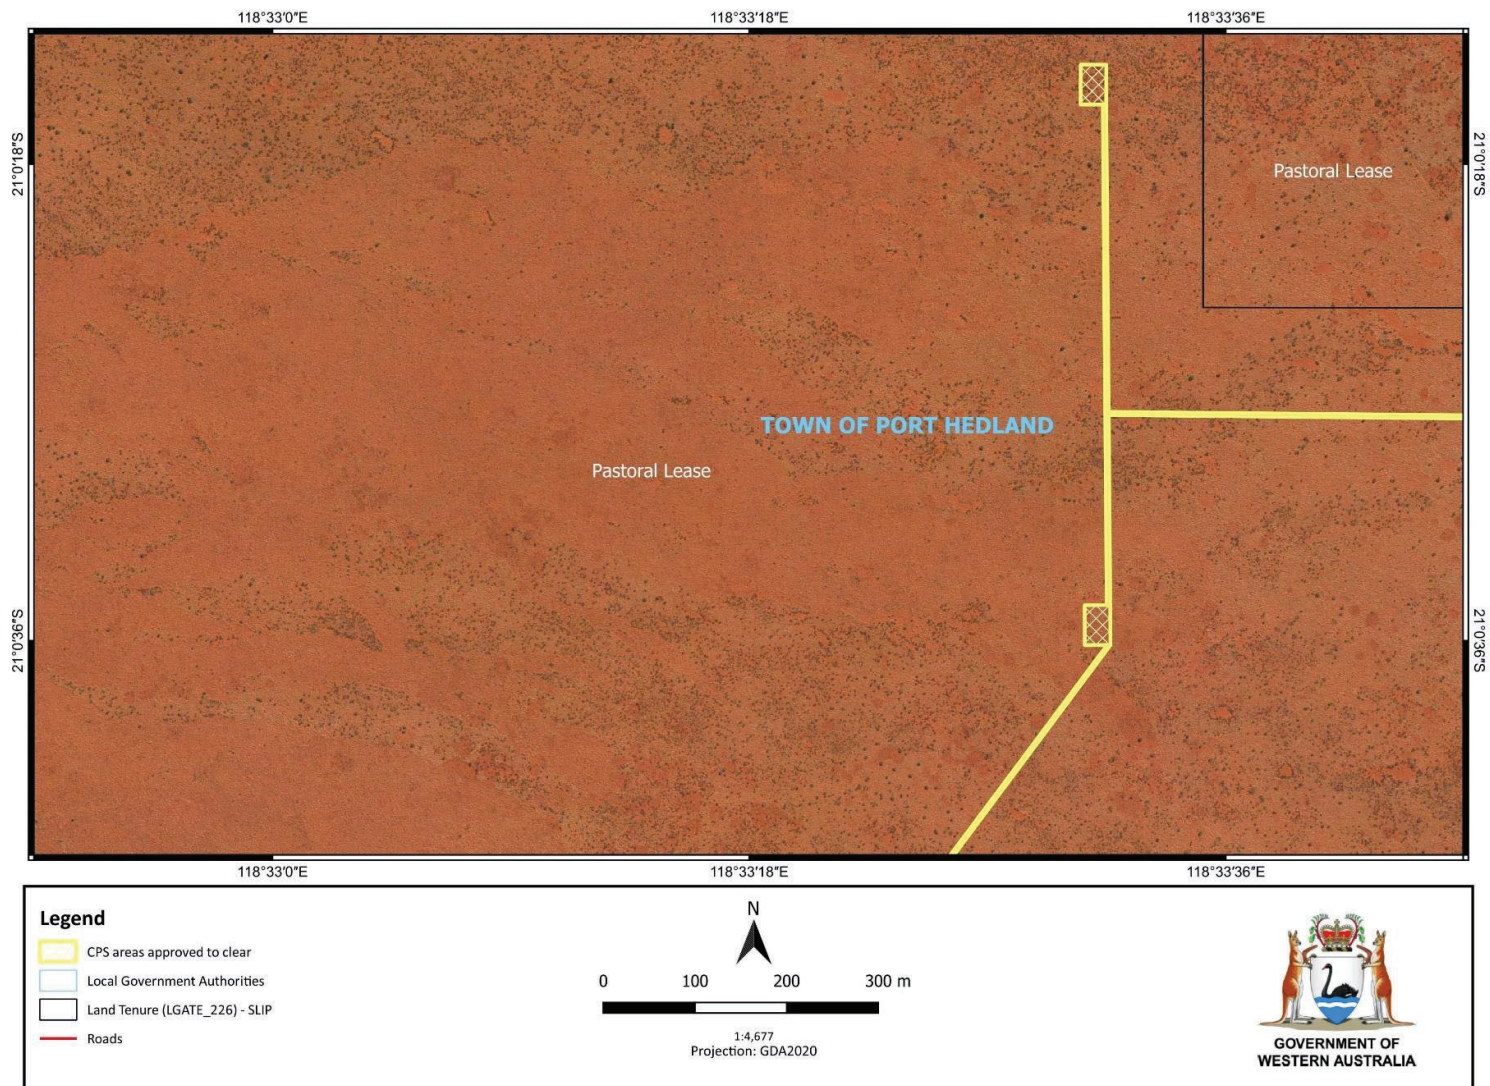 118°33'0"E
118°33'18"E
118°33'36"E
21°0'18"S
21°0'18"S
Pastoral Lease
TOWN OF PORT HEDLAND
Pastoral Lease
21°0'36"S
21°0'36"S
118°33'0"E
118°33'18"E
118°33'36"E
Legend
CPS areas approved to clear
Local Government Authorities
Land Tenure (LGATE_226) - SLIP
Roads
N
0 100 200 300 m
1:4,677
Projection: GDA2020
GOVERNMENT OF
WESTERN AUSTRALIA